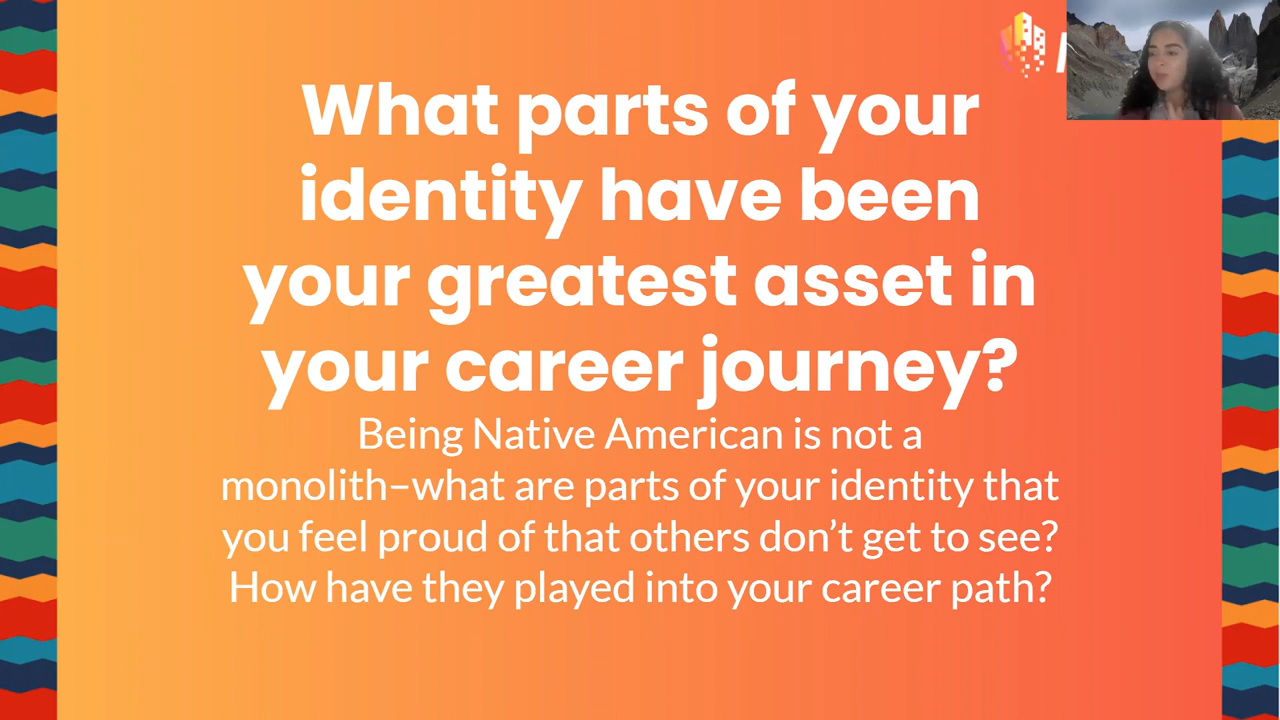 What parts of your
identity have been
your greatest asset in
your career journey?
Being Native American is not a
monolith–what are parts of your identity that
you feel proud of that others don’t get to see?
How have they played into your career path?